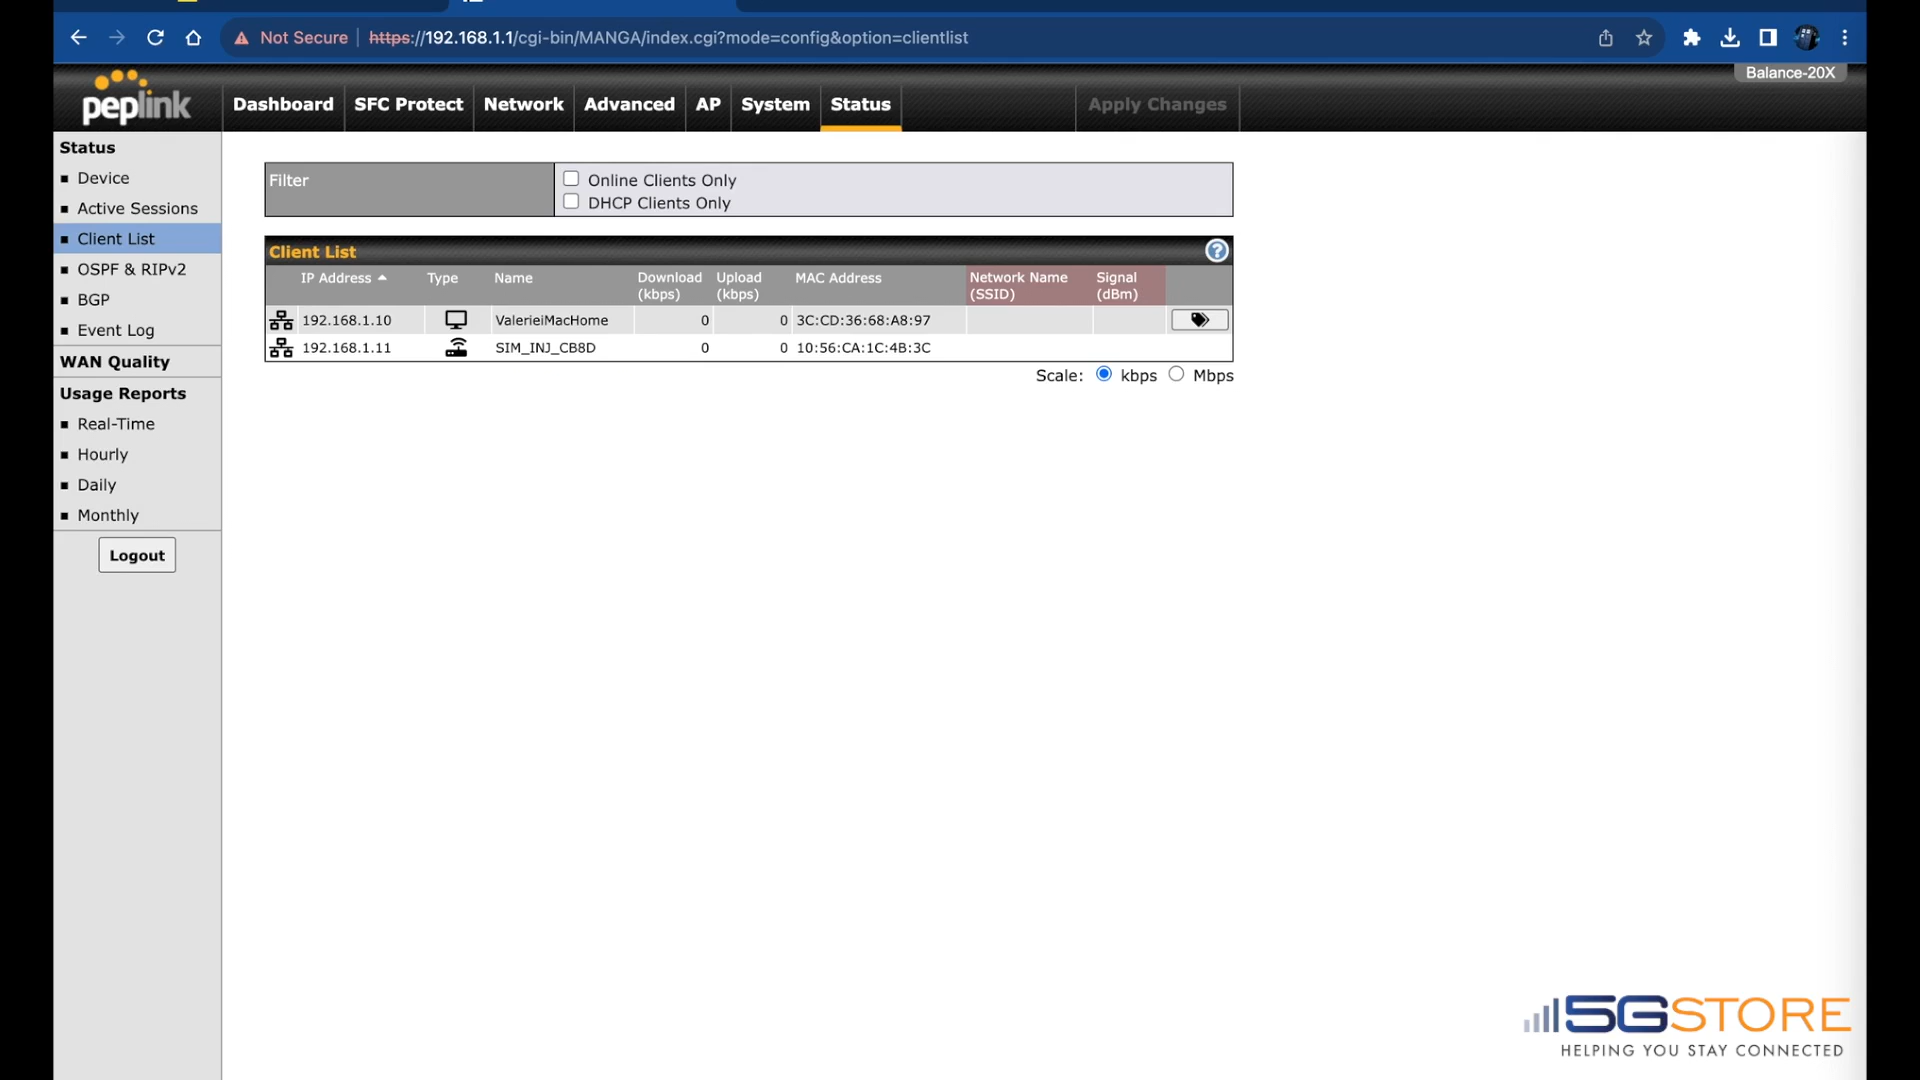 Not Secure | https://192.168.1.1/cgi-bin/MANGA/index.cgi?mode=config&option=clientlist
Balance-20X
peplink
Dashboard SFC Protect Network Advanced AP System Status Apply Changes
Status
Device
Active Sessions
Client List
OSPF & RIPv2
BGP
Event Log
WAN Quality
Usage Reports
Real-Time
Hourly
Daily
Monthly
Logout
Filter
Online Clients Only
DHCP Clients Only
Client List ?
IP Address Type Name Download (kbps) Upload (kbps) MAC Address Network Name (SSID) Signal (dBm)
192.168.1.10 ValerieiMacHome 0 0 3C:CD:36:68:A8:97
192.168.1.11 SIM_INJ_CB8D 0 0 10:56:CA:1C:4B:3C
Scale: kbps Mbps
5GSTORE
HELPING YOU STAY CONNECTED